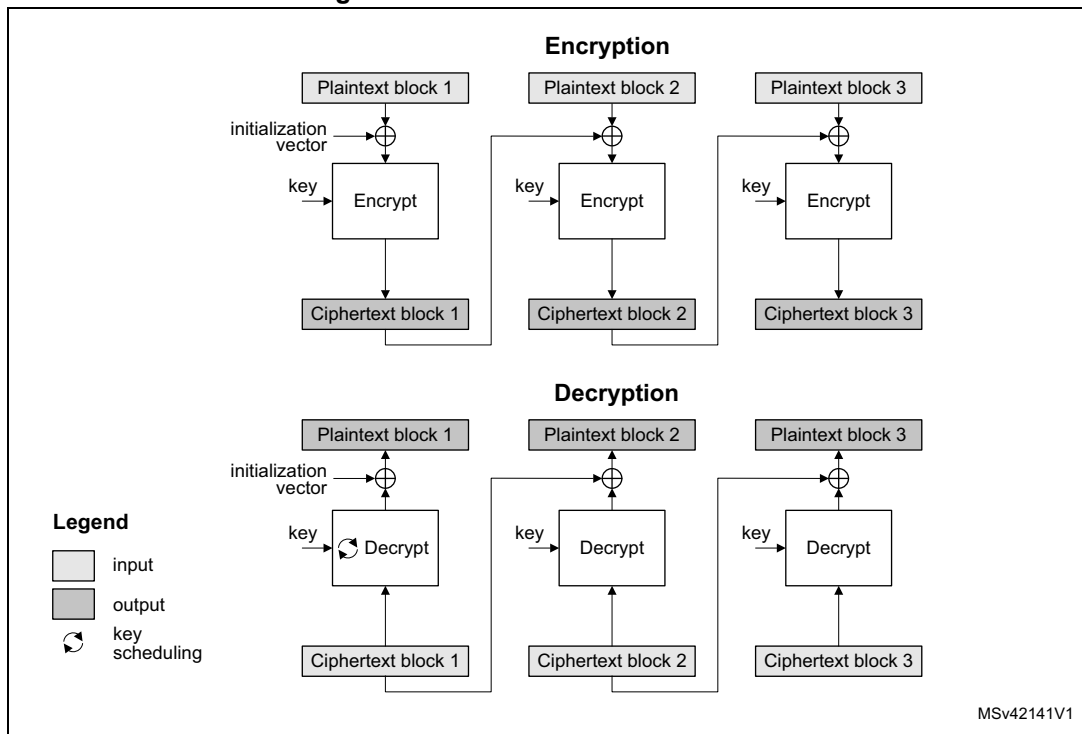 Encryption
Plaintext block 1
Plaintext block 2
Plaintext block 3
initialization
vector
key
Encrypt
key
Encrypt
key
Encrypt
Ciphertext block 1
Ciphertext block 2
Ciphertext block 3
Decryption
Plaintext block 1
Plaintext block 2
Plaintext block 3
initialization
vector
key
Decrypt
key
Decrypt
key
Decrypt
Ciphertext block 1
Ciphertext block 2
Ciphertext block 3
Legend
input
output
key
scheduling
MSv42141V1